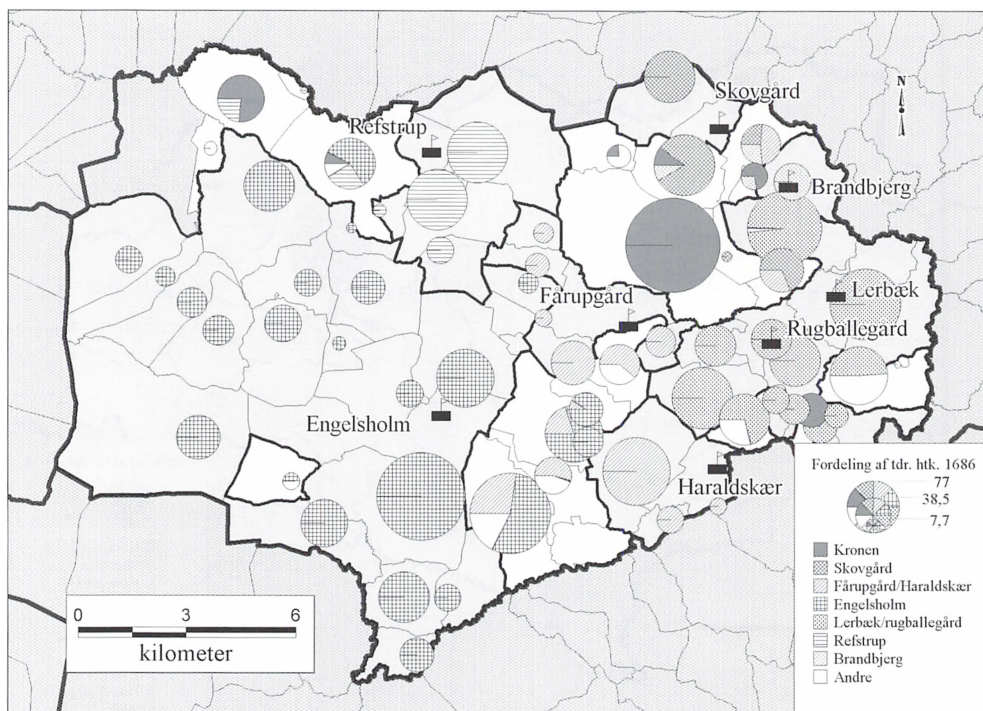 N
Skovgård
Refstrup
Brandbjerg
Lerbæk
Fårupgård
Rugballegård
Engelsholm
Haraldskær
0 3 6
kilometer
Fordeling af tdr. htk. 1686
77
38,5
7,7
Kronen
Skovgård
Fårupgård/Haraldskær
Engelsholm
Lerbæk/rugballegård
Refstrup
Brandbjerg
Andre